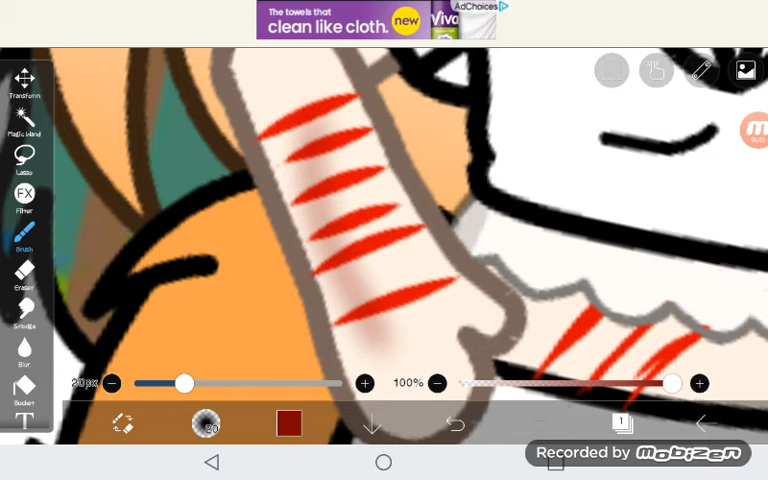 The towels that
clean like cloth.
new
Viva
AdChoices
Transform
Magic Wand
Lasso
FX
Filter
Brush
Eraser
Smudge
Blur
Bucket
T
20px
100%
20
1
Recorded by Mobizen